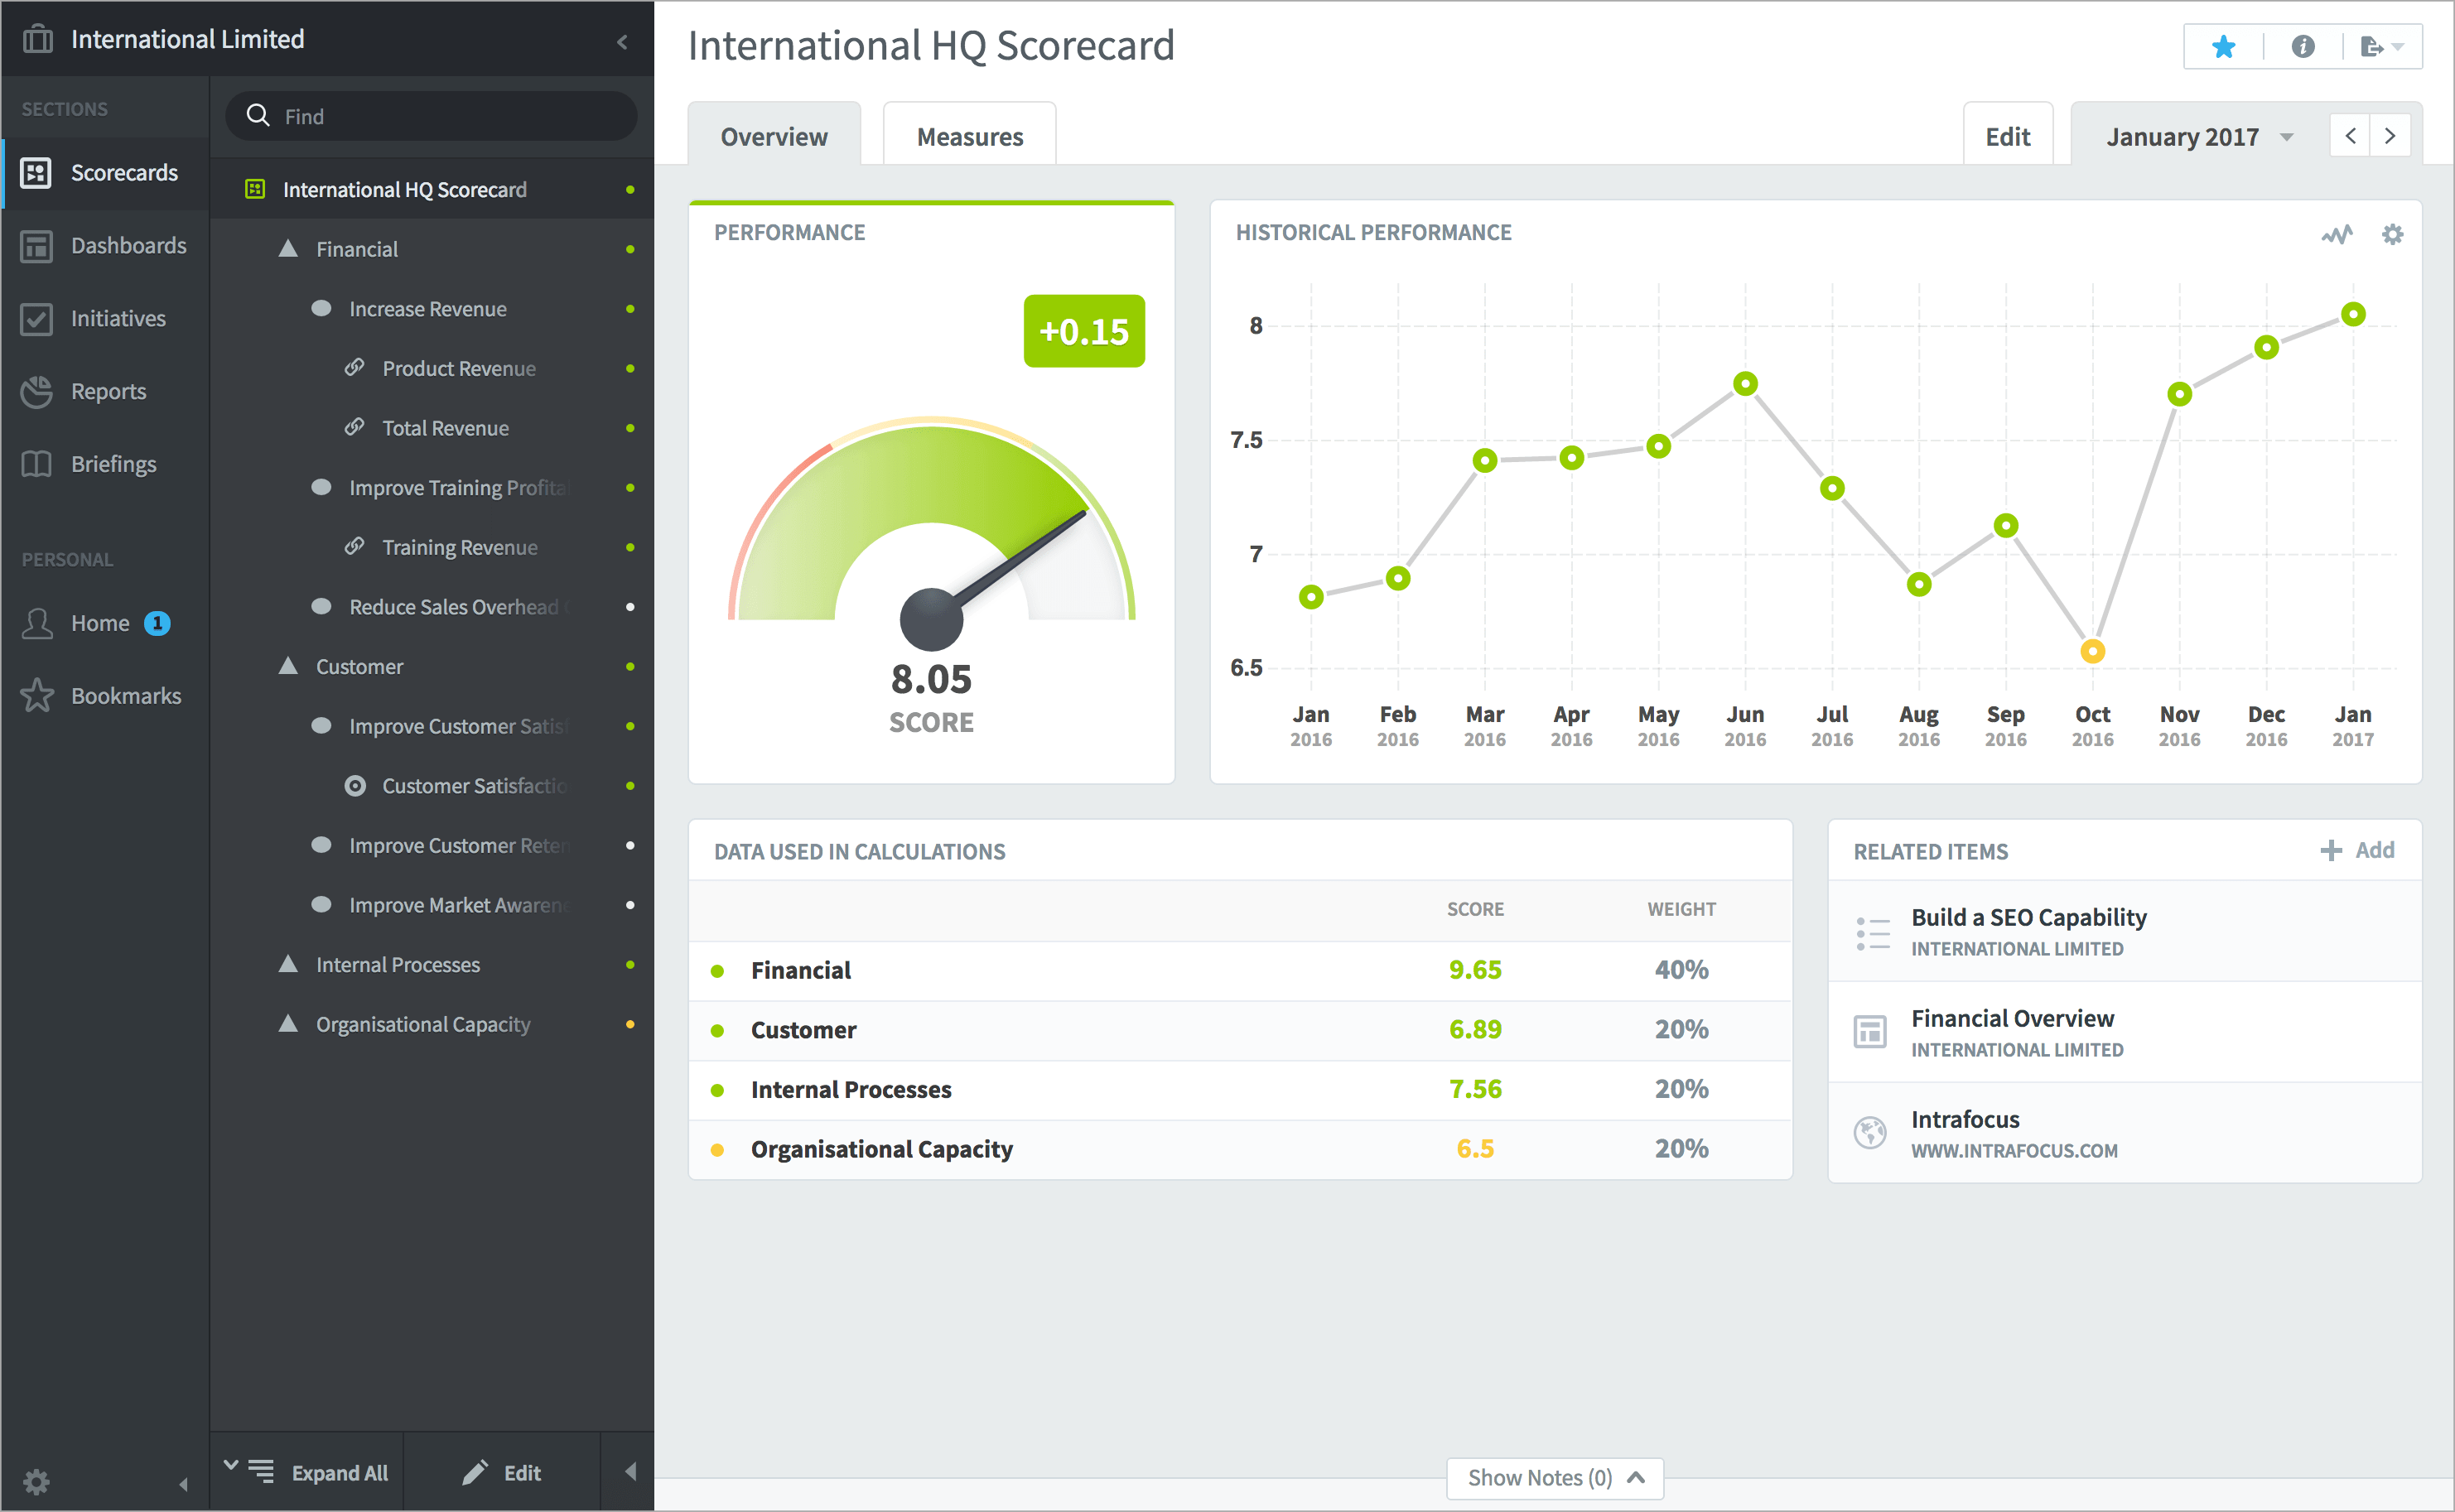 International Limited
SECTIONS
Scorecards
Dashboards
Initiatives
Reports
Briefings
PERSONAL
Home 1
Bookmarks
Find
International HQ Scorecard
Financial
Increase Revenue
Product Revenue
Total Revenue
Improve Training Profita
Training Revenue
Reduce Sales Overhead
Customer
Improve Customer Satisf
Customer Satisfactio
Improve Customer Reten
Improve Market Awarene
Internal Processes
Organisational Capacity
Expand All
Edit
International HQ Scorecard
Overview Measures Edit January 2017
PERFORMANCE
+0.15
8.05
SCORE
HISTORICAL PERFORMANCE
8
7.5
7
6.5
Jan Feb Mar Apr May Jun Jul Aug Sep Oct Nov Dec Jan
2016 2016 2016 2016 2016 2016 2016 2016 2016 2016 2016 2016 2017
DATA USED IN CALCULATIONS
SCORE WEIGHT
Financial 9.65 40%
Customer 6.89 20%
Internal Processes 7.56 20%
Organisational Capacity 6.5 20%
RELATED ITEMS Add
Build a SEO Capability
INTERNATIONAL LIMITED
Financial Overview
INTERNATIONAL LIMITED
Intrafocus
WWW.INTRAFOCUS.COM
Show Notes (0)